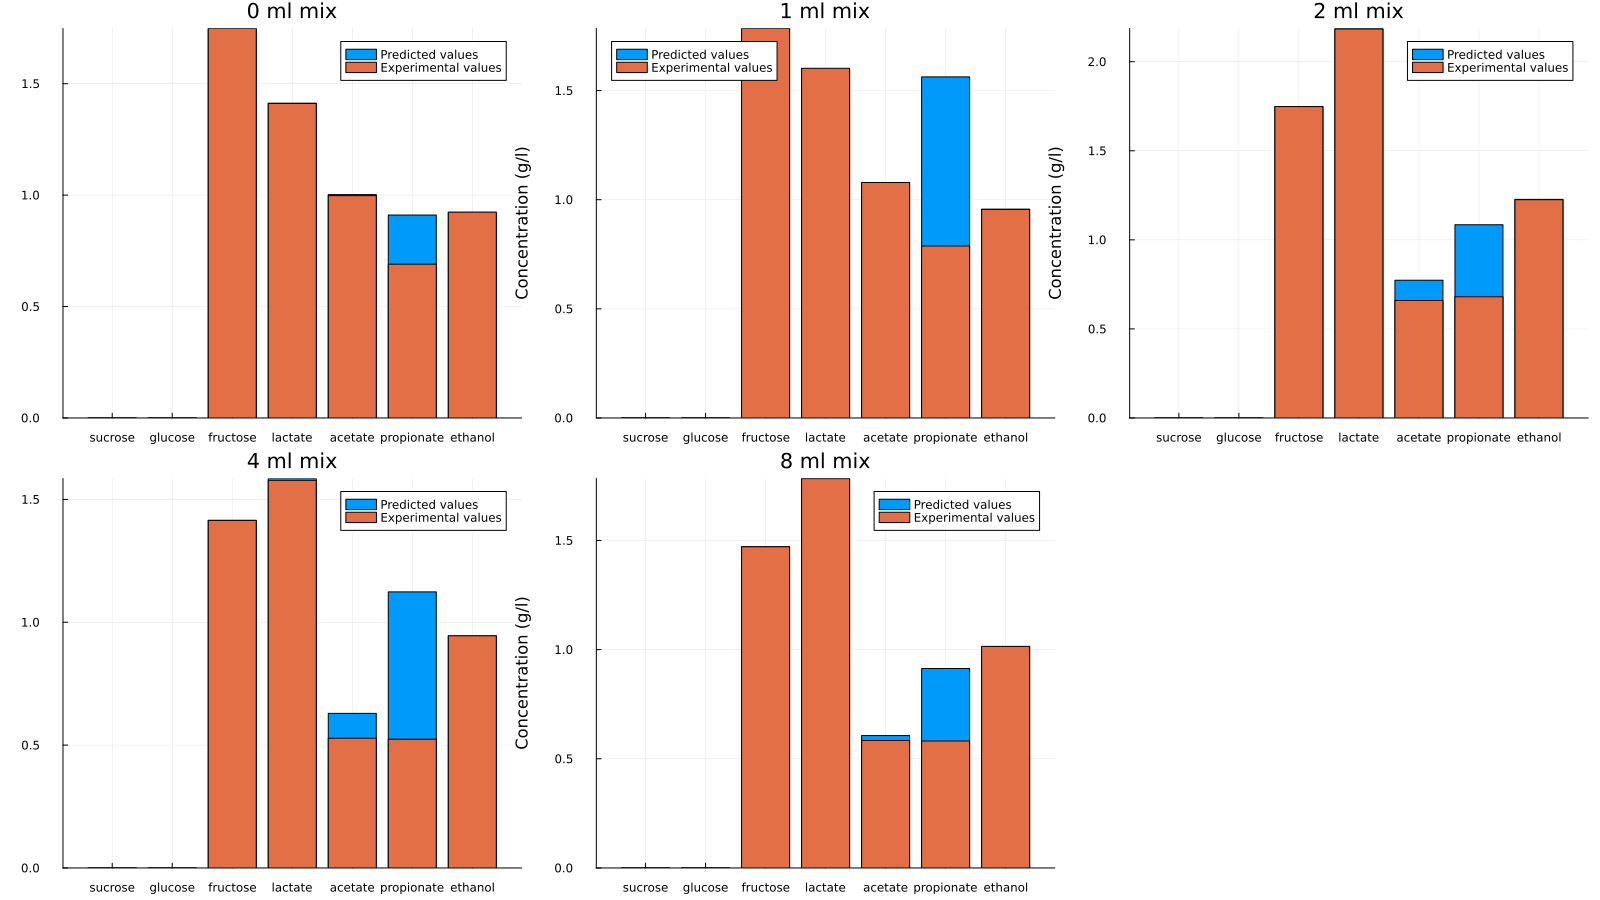 0 ml mix
1.5
1.0
0.5
0.0
Predicted values
Experimental values
sucrose glucose fructose lactate acetate propionate ethanol
1 ml mix
Concentration (g/l)
1.5
1.0
0.5
0.0
Predicted values
Experimental values
sucrose glucose fructose lactate acetate propionate ethanol
2 ml mix
Concentration (g/l)
2.0
1.5
1.0
0.5
0.0
Predicted values
Experimental values
sucrose glucose fructose lactate acetate propionate ethanol
4 ml mix
1.5
1.0
0.5
0.0
Predicted values
Experimental values
sucrose glucose fructose lactate acetate propionate ethanol
8 ml mix
Concentration (g/l)
1.5
1.0
0.5
0.0
Predicted values
Experimental values
sucrose glucose fructose lactate acetate propionate ethanol